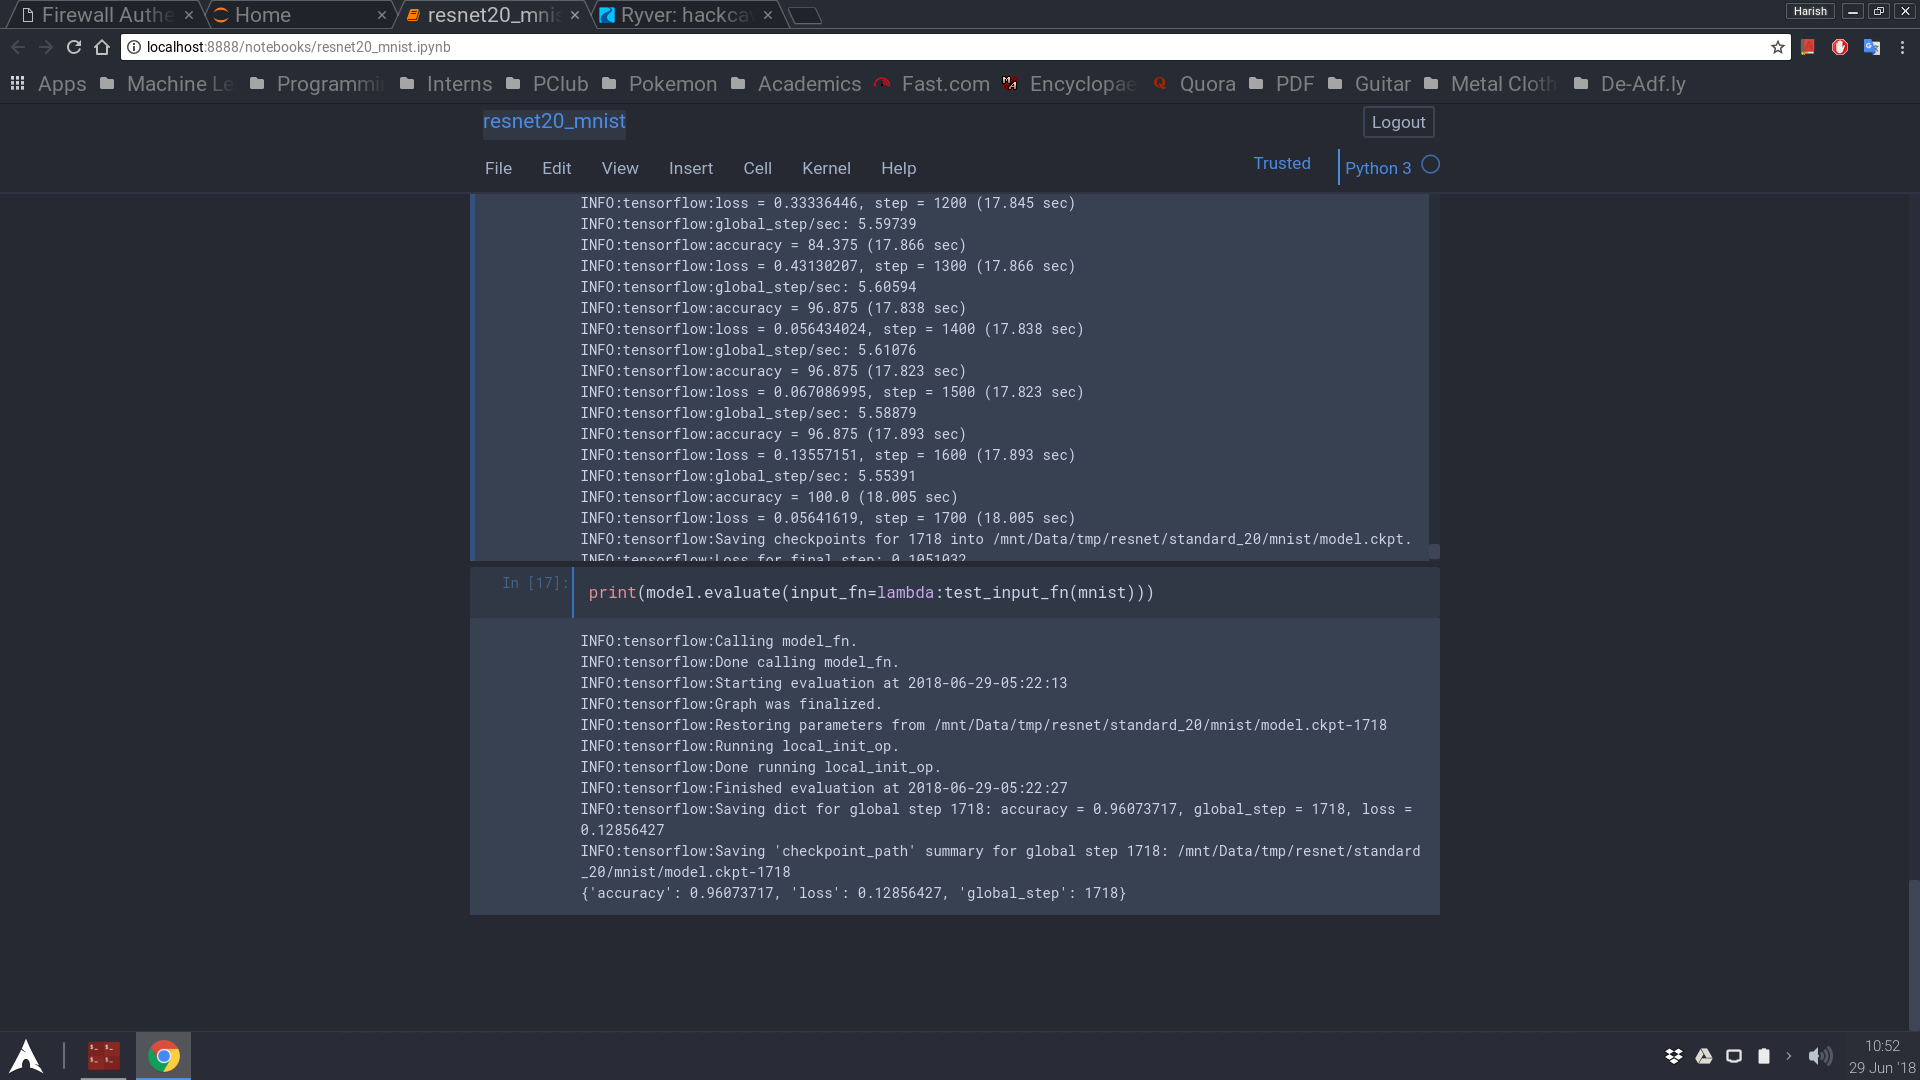 Firewall Authe
Home
resnet20_mnis
Ryver: hackca
Harish
localhost:8888/notebooks/resnet20_mnist.ipynb
Apps Machine Le Programmi Interns PClub Pokemon Academics Fast.com Encyclopae Quora PDF Guitar Metal Cloth De-Adf.ly
resnet20_mnist
Logout
File Edit View Insert Cell Kernel Help
Trusted
Python 3
INFO:tensorflow:loss = 0.33336446, step = 1200 (17.845 sec)
INFO:tensorflow:global_step/sec: 5.59739
INFO:tensorflow:accuracy = 84.375 (17.866 sec)
INFO:tensorflow:loss = 0.43130207, step = 1300 (17.866 sec)
INFO:tensorflow:global_step/sec: 5.60594
INFO:tensorflow:accuracy = 96.875 (17.838 sec)
INFO:tensorflow:loss = 0.056434024, step = 1400 (17.838 sec)
INFO:tensorflow:global_step/sec: 5.61076
INFO:tensorflow:accuracy = 96.875 (17.823 sec)
INFO:tensorflow:loss = 0.067086995, step = 1500 (17.823 sec)
INFO:tensorflow:global_step/sec: 5.58879
INFO:tensorflow:accuracy = 96.875 (17.893 sec)
INFO:tensorflow:loss = 0.13557151, step = 1600 (17.893 sec)
INFO:tensorflow:global_step/sec: 5.55391
INFO:tensorflow:accuracy = 100.0 (18.005 sec)
INFO:tensorflow:loss = 0.05641619, step = 1700 (18.005 sec)
INFO:tensorflow:Saving checkpoints for 1718 into /mnt/Data/tmp/resnet/standard_20/mnist/model.ckpt.
INFO:tensorflow:Loss for final step: 0.1051032
In [17]:
print(model.evaluate(input_fn=lambda:test_input_fn(mnist)))
INFO:tensorflow:Calling model_fn.
INFO:tensorflow:Done calling model_fn.
INFO:tensorflow:Starting evaluation at 2018-06-29-05:22:13
INFO:tensorflow:Graph was finalized.
INFO:tensorflow:Restoring parameters from /mnt/Data/tmp/resnet/standard_20/mnist/model.ckpt-1718
INFO:tensorflow:Running local_init_op.
INFO:tensorflow:Done running local_init_op.
INFO:tensorflow:Finished evaluation at 2018-06-29-05:22:27
INFO:tensorflow:Saving dict for global step 1718: accuracy = 0.96073717, global_step = 1718, loss =
0.12856427
INFO:tensorflow:Saving 'checkpoint_path' summary for global step 1718: /mnt/Data/tmp/resnet/standard
_20/mnist/model.ckpt-1718
{'accuracy': 0.96073717, 'loss': 0.12856427, 'global_step': 1718}
10:52
29 Jun '18